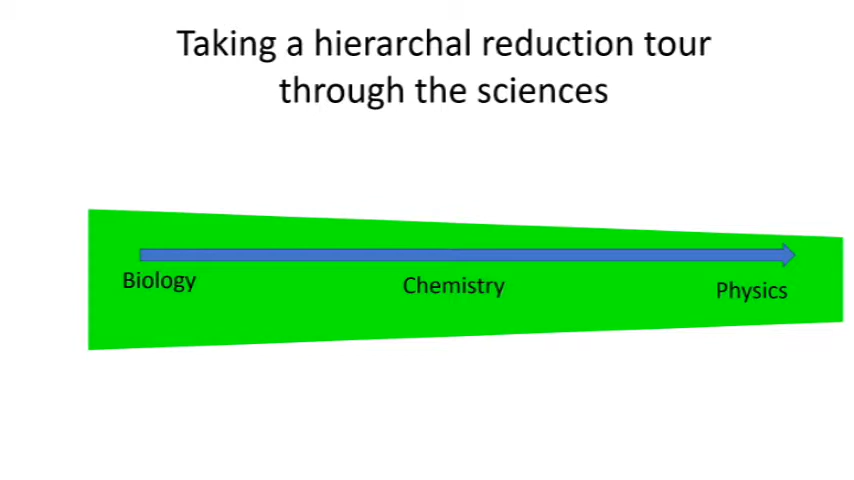 Taking a hierarchal reduction tour
through the sciences
Biology
Chemistry
Physics